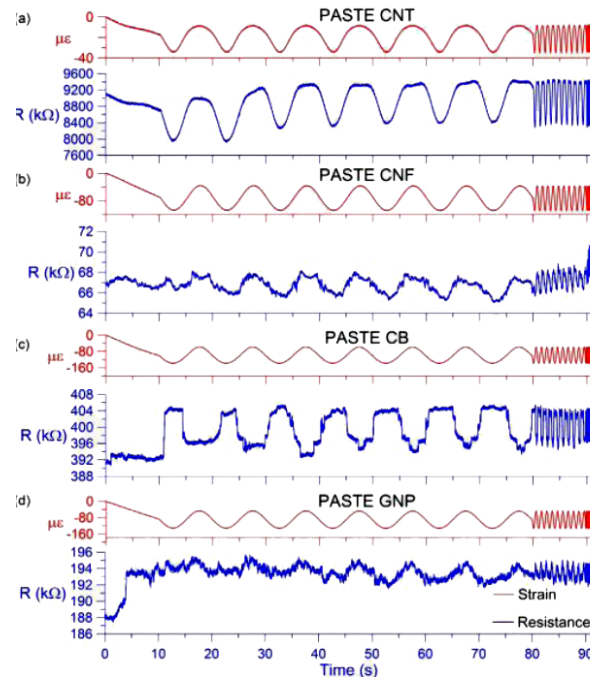 (a) PASTE CNT
0
με
-40
9600
9200
R (kΩ) 8800
8400
8000
7600
(b) PASTE CNF
0
με -80
72
70
R (kΩ) 68
66
64
(c) PASTE CB
0
με -80
-160
408
404
R (kΩ) 400
396
392
388
(d) PASTE GNP
0
με -80
-160
196
194
R (kΩ) 192
190
188
186
Strain
Resistance
0 10 20 30 40 50 60 70 80 90
Time (s)